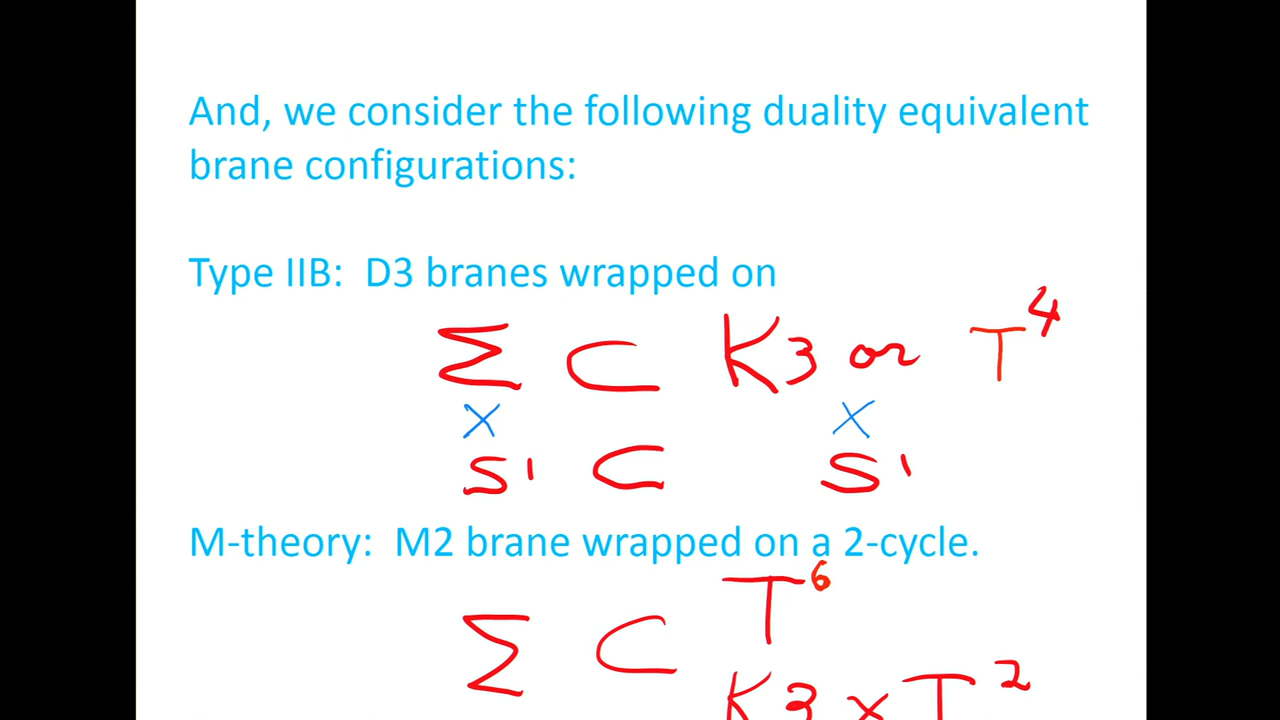 And, we consider the following duality equivalent
brane configurations:
Type IIB: D3 branes wrapped on
Σ ⊂ K3 or T⁴
× ×
S¹ ⊂ S¹
M-theory: M2 brane wrapped on a 2-cycle.
T⁶
Σ ⊂
K3 × T²